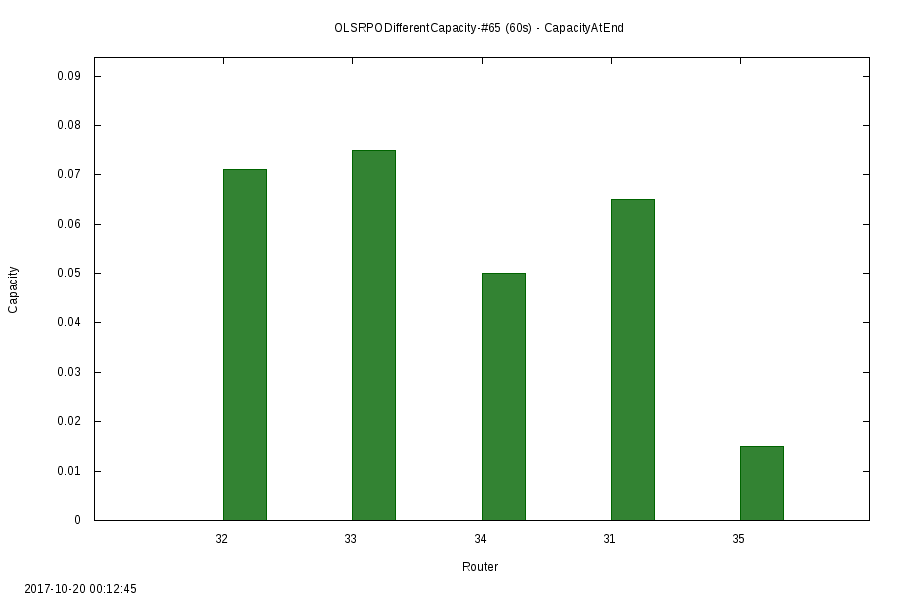 OLSRPODifferentCapacity-#65 (60s) - CapacityAtEnd
0.09
0.08
0.07
0.06
0.05
0.04
0.03
0.02
0.01
0
Capacity
32 33 34 31 35
Router
2017-10-20 00:12:45